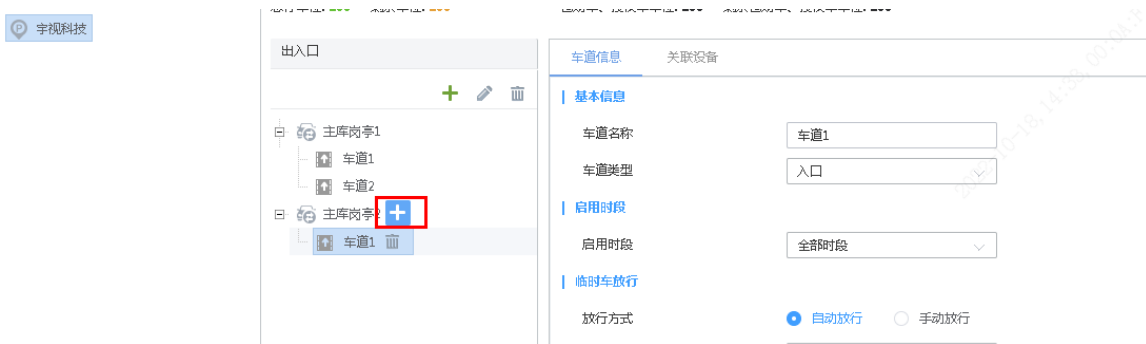 宇视科技
出入口
车道信息
关联设备
基本信息
主库岗亭1
车道名称
车道1
车道1
车道2
车道类型
入口
主库岗亭2
启用时段
车道1
启用时段
全部时段
临时车放行
放行方式
自动放行
手动放行